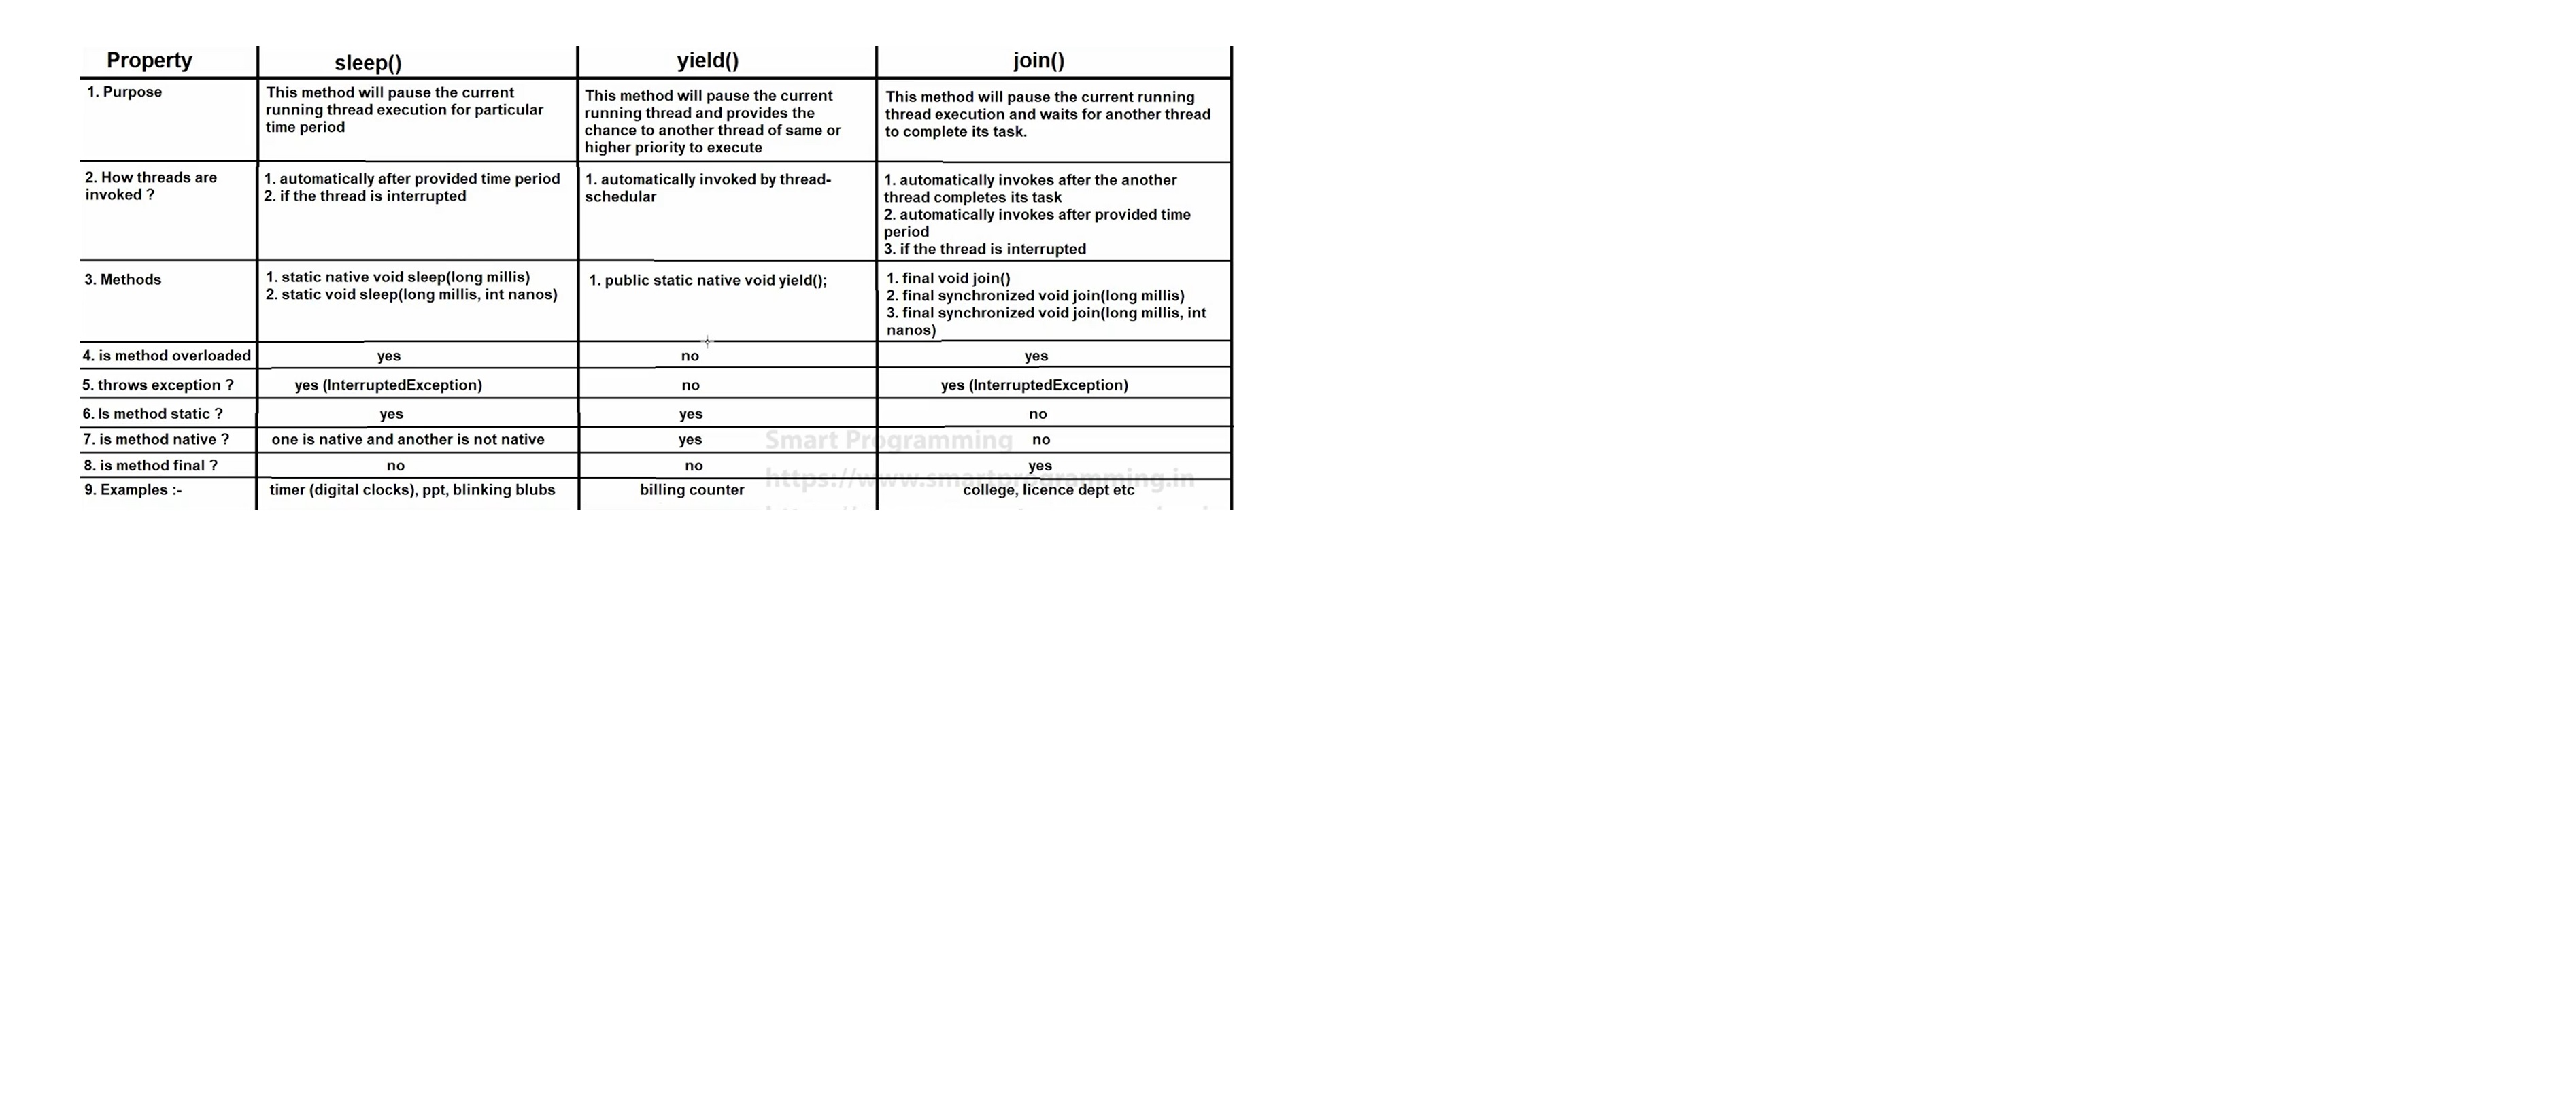 Property
sleep()
yield()
join()
1. Purpose
This method will pause the current
running thread execution for particular
time period
This method will pause the current
running thread and provides the
chance to another thread of same or
higher priority to execute
This method will pause the current running
thread execution and waits for another thread
to complete its task.
2. How threads are
invoked ?
1. automatically after provided time period
2. if the thread is interrupted
1. automatically invoked by thread-
schedular
1. automatically invokes after the another
thread completes its task
2. automatically invokes after provided time
period
3. if the thread is interrupted
3. Methods
1. static native void sleep(long millis)
2. static void sleep(long millis, int nanos)
1. public static native void yield();
1. final void join()
2. final synchronized void join(long millis)
3. final synchronized void join(long millis, int
nanos)
4. is method overloaded
yes
no
yes
5. throws exception ?
yes (InterruptedException)
no
yes (InterruptedException)
6. Is method static ?
yes
yes
no
7. is method native ?
one is native and another is not native
yes
no
Smart Programming
8. is method final ?
no
no
yes
https://www.smartprogramming.in
9. Examples :-
timer (digital clocks), ppt, blinking blubs
billing counter
college, licence dept etc